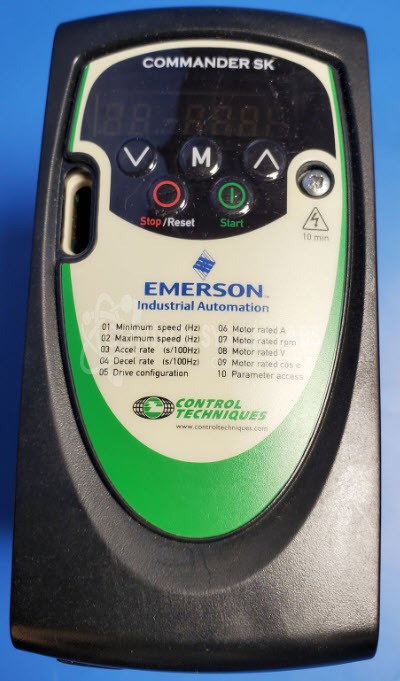 COMMANDER SK
M
Stop/Reset
Start
10 min
EMERSON™
Industrial Automation
01 Minimum speed (Hz)
02 Maximum speed (Hz)
03 Accel rate (s/100Hz)
04 Decel rate (s/100Hz)
05 Drive configuration
06 Motor rated A
07 Motor rated rpm
08 Motor rated V
09 Motor rated cos ø
10 Parameter access
CONTROL
TECHNIQUES
www.controltechniques.com